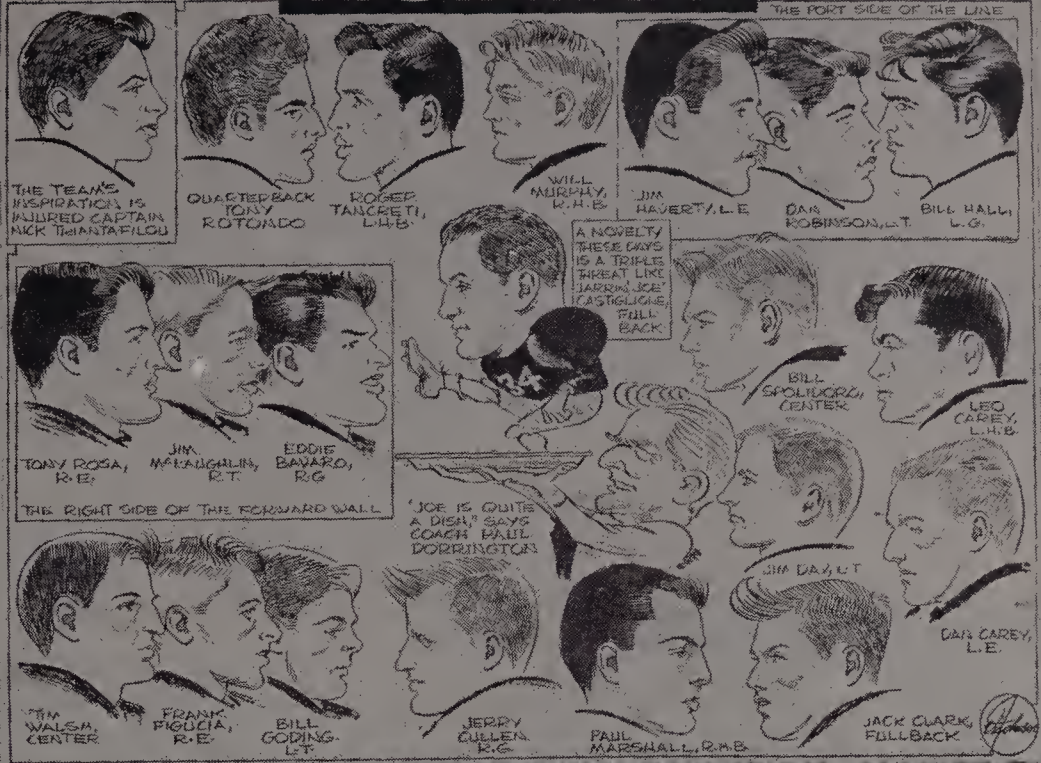 THE PORT SIDE OF THE LINE
THE TEAM'S
INSPIRATION IS
INJURED CAPTAIN
NICK TRIANTAFILOU
QUARTERBACK
TONY
ROTONDO
ROGER
TANCRETI,
L.H.B.
WILL
MURPHY,
R.H.B.
JIM
HAVERTY, L.E.
DAN
ROBINSON, L.T.
BILL HALL,
L.G.
A NOVELTY
THESE DAYS
IS A TRIPLE
THREAT LIKE
"JARRIN' JOE"
CASTIGLIONE,
FULL
BACK
34
TONY ROSA,
R.E.
JIM
McLAUGHLIN,
R.T.
EDDIE
BAVARO,
R.G.
THE RIGHT SIDE OF THE FORWARD WALL
BILL
SPOLIDORO,
CENTER
LEO
CAREY,
L.H.B.
"JOE IS QUITE
A DISH," SAYS
COACH PAUL
DORRINGTON
JIM DAY, L.T.
DAN CAREY,
L.E.
TIM
WALSH,
CENTER
FRANK
FIGUCIA,
R.E.
BILL
GODING
L.T.
JERRY
CULLEN
R.G.
PAUL
MARSHALL, R.H.B.
JACK CLARK,
FULLBACK